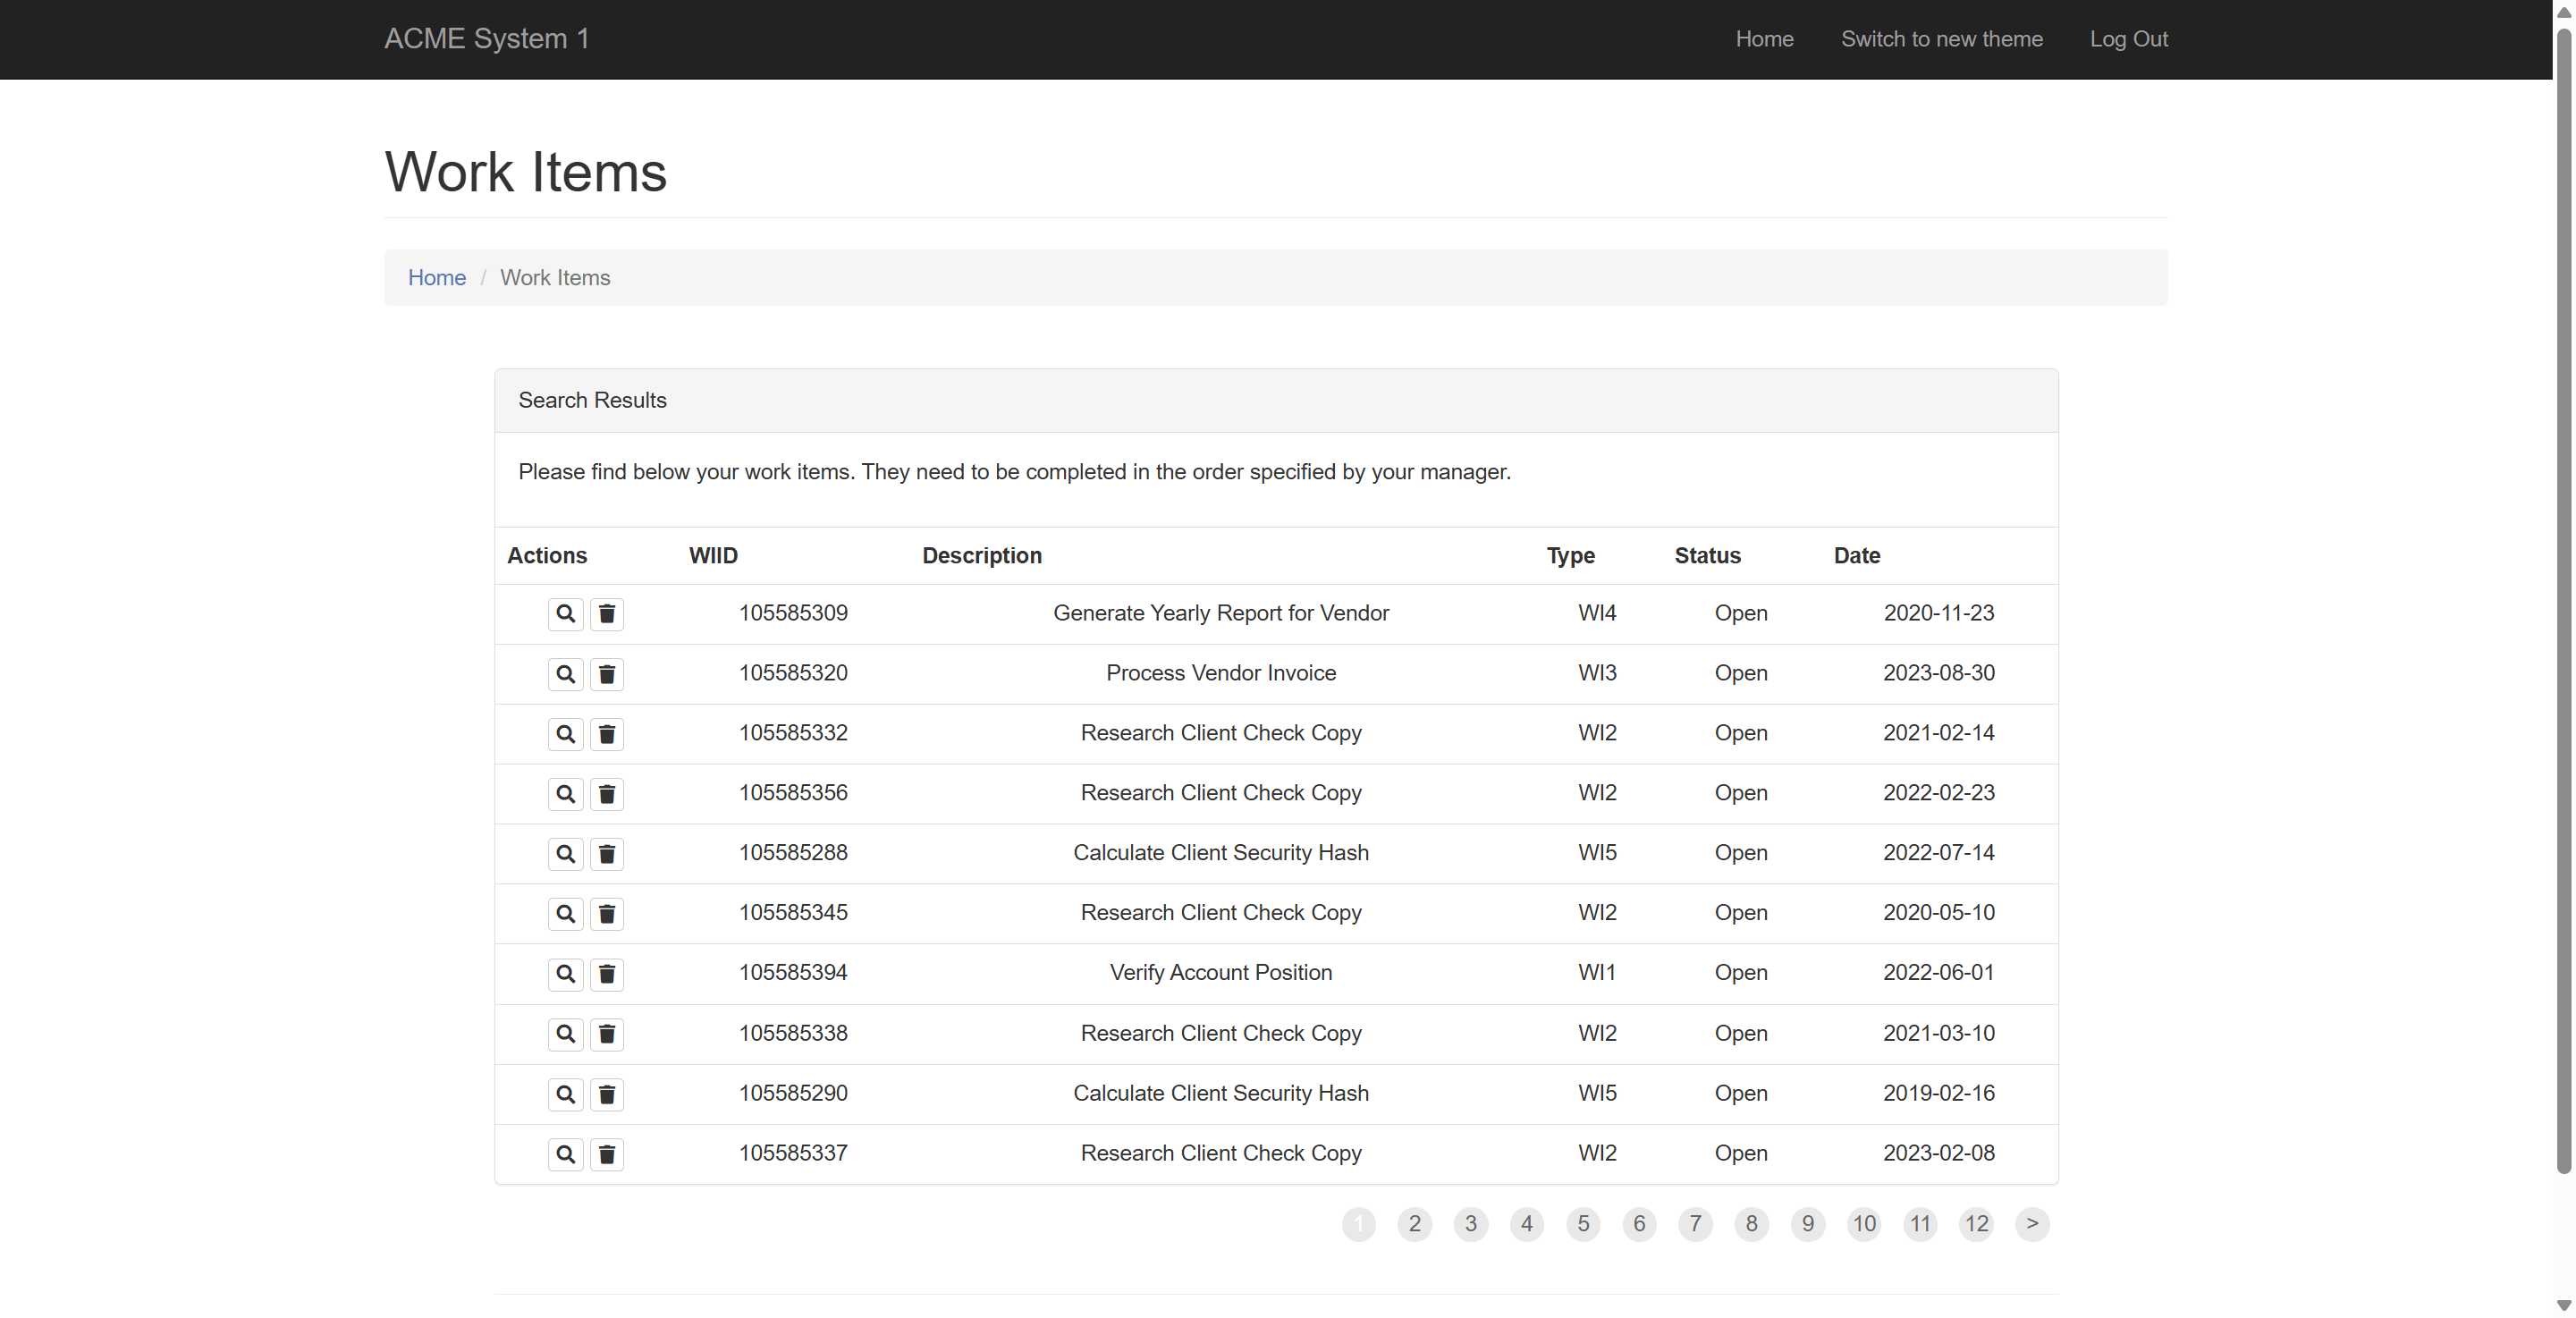 ACME System 1 Home Switch to new theme Log Out
Work Items
Home / Work Items
Search Results
Please find below your work items. They need to be completed in the order specified by your manager.
Actions WIID Description Type Status Date
105585309 Generate Yearly Report for Vendor WI4 Open 2020-11-23
105585320 Process Vendor Invoice WI3 Open 2023-08-30
105585332 Research Client Check Copy WI2 Open 2021-02-14
105585356 Research Client Check Copy WI2 Open 2022-02-23
105585288 Calculate Client Security Hash WI5 Open 2022-07-14
105585345 Research Client Check Copy WI2 Open 2020-05-10
105585394 Verify Account Position WI1 Open 2022-06-01
105585338 Research Client Check Copy WI2 Open 2021-03-10
105585290 Calculate Client Security Hash WI5 Open 2019-02-16
105585337 Research Client Check Copy WI2 Open 2023-02-08
1 2 3 4 5 6 7 8 9 10 11 12 >